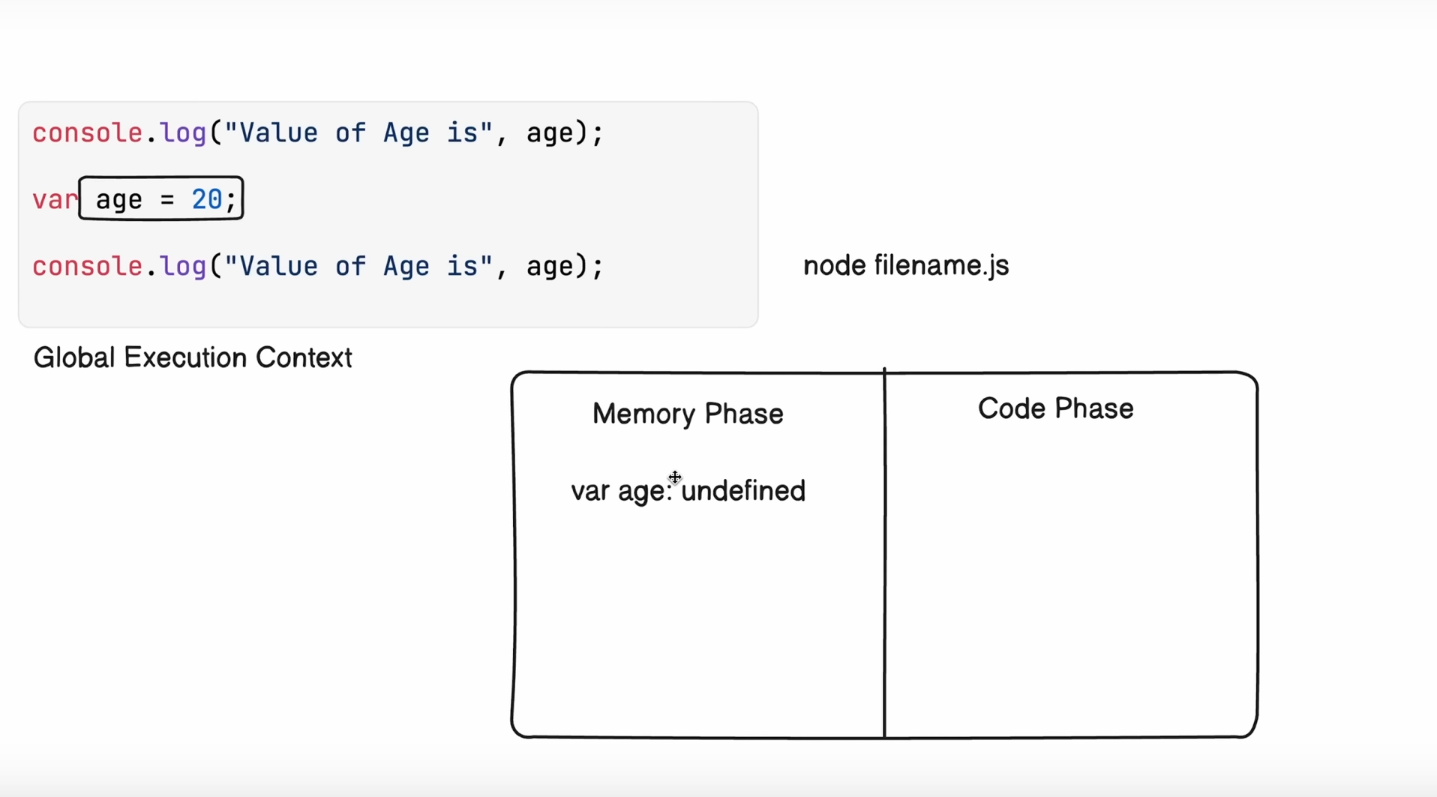 console.log("Value of Age is", age);
var age = 20;
console.log("Value of Age is", age);
node filename.js
Global Execution Context
Memory Phase
Code Phase
var age: undefined